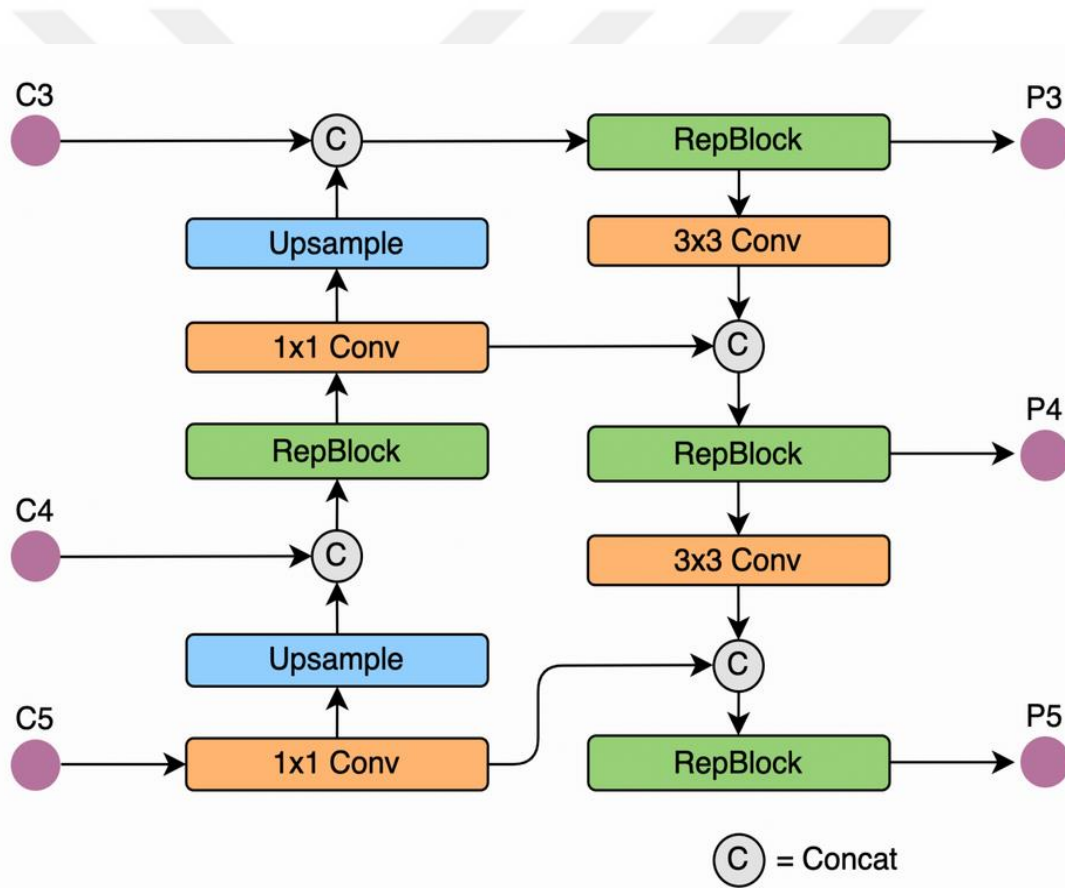 C3
P3
C
RepBlock
Upsample
3x3 Conv
1x1 Conv
C
RepBlock
RepBlock
P4
C4
C
3x3 Conv
Upsample
C
C5
P5
1x1 Conv
RepBlock
C = Concat